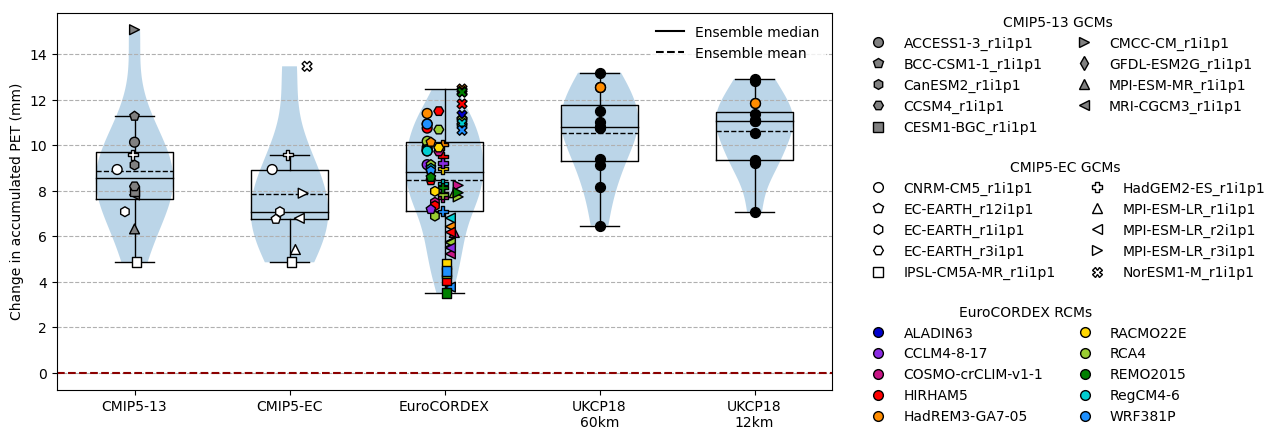 Change in accumulated PET (mm)
14
12
10
8
6
4
2
0
CMIP5-13
CMIP5-EC
EuroCORDEX
UKCP18
60km
UKCP18
12km
Ensemble median
Ensemble mean
CMIP5-13 GCMs
ACCESS1-3_r1i1p1
BCC-CSM1-1_r1i1p1
CanESM2_r1i1p1
CCSM4_r1i1p1
CESM1-BGC_r1i1p1
CMCC-CM_r1i1p1
GFDL-ESM2G_r1i1p1
MPI-ESM-MR_r1i1p1
MRI-CGCM3_r1i1p1
CMIP5-EC GCMs
CNRM-CM5_r1i1p1
EC-EARTH_r12i1p1
EC-EARTH_r1i1p1
EC-EARTH_r3i1p1
IPSL-CM5A-MR_r1i1p1
HadGEM2-ES_r1i1p1
MPI-ESM-LR_r1i1p1
MPI-ESM-LR_r2i1p1
MPI-ESM-LR_r3i1p1
NorESM1-M_r1i1p1
EuroCORDEX RCMs
ALADIN63
CCLM4-8-17
COSMO-crCLIM-v1-1
HIRHAM5
HadREM3-GA7-05
RACMO22E
RCA4
REMO2015
RegCM4-6
WRF381P